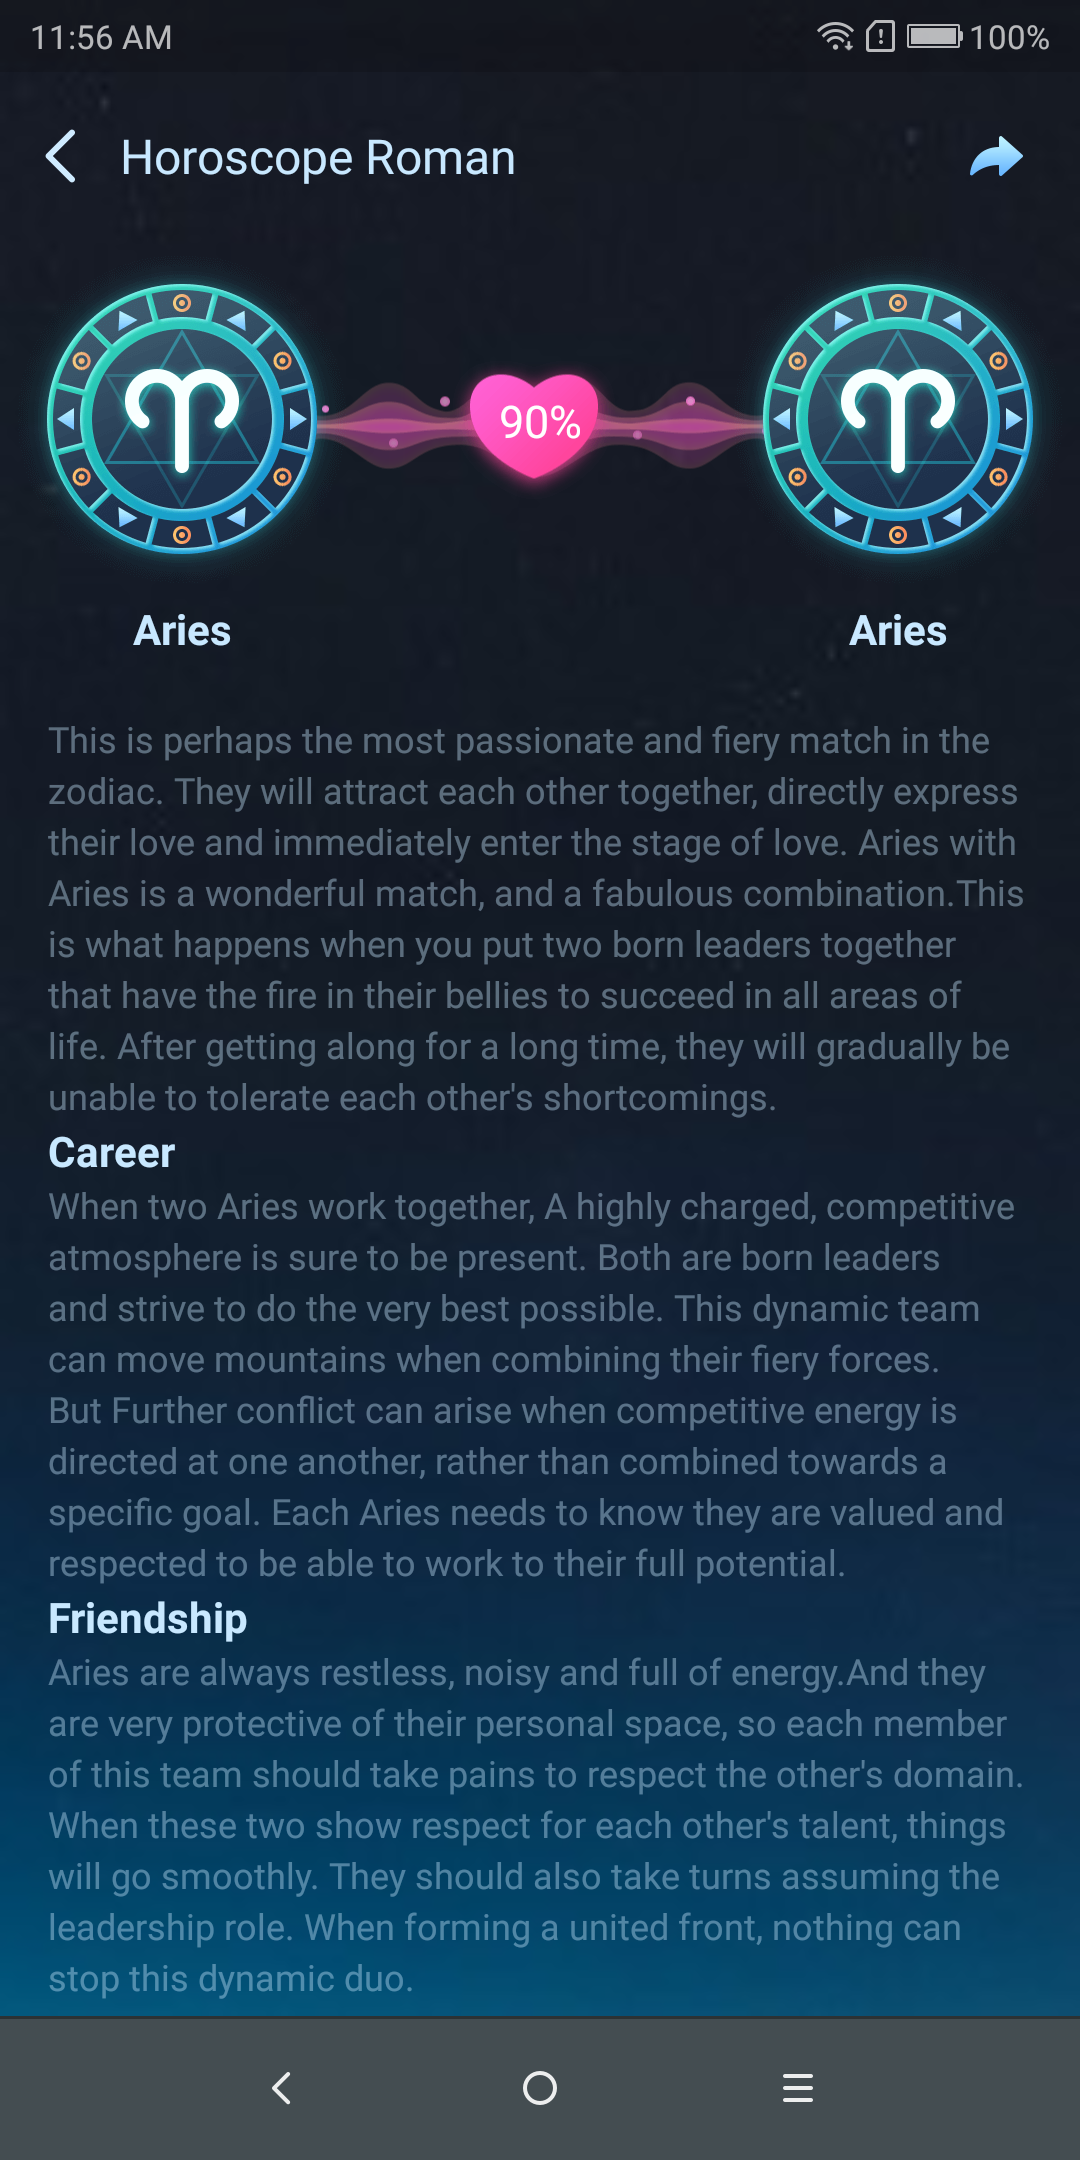 11:56 AM
100%
Horoscope Roman
90%
Aries
Aries
This is perhaps the most passionate and fiery match in the
zodiac. They will attract each other together, directly express
their love and immediately enter the stage of love. Aries with
Aries is a wonderful match, and a fabulous combination.This
is what happens when you put two born leaders together
that have the fire in their bellies to succeed in all areas of
life. After getting along for a long time, they will gradually be
unable to tolerate each other's shortcomings.
Career
When two Aries work together, A highly charged, competitive
atmosphere is sure to be present. Both are born leaders
and strive to do the very best possible. This dynamic team
can move mountains when combining their fiery forces.
But Further conflict can arise when competitive energy is
directed at one another, rather than combined towards a
specific goal. Each Aries needs to know they are valued and
respected to be able to work to their full potential.
Friendship
Aries are always restless, noisy and full of energy.And they
are very protective of their personal space, so each member
of this team should take pains to respect the other's domain.
When these two show respect for each other's talent, things
will go smoothly. They should also take turns assuming the
leadership role. When forming a united front, nothing can
stop this dynamic duo.